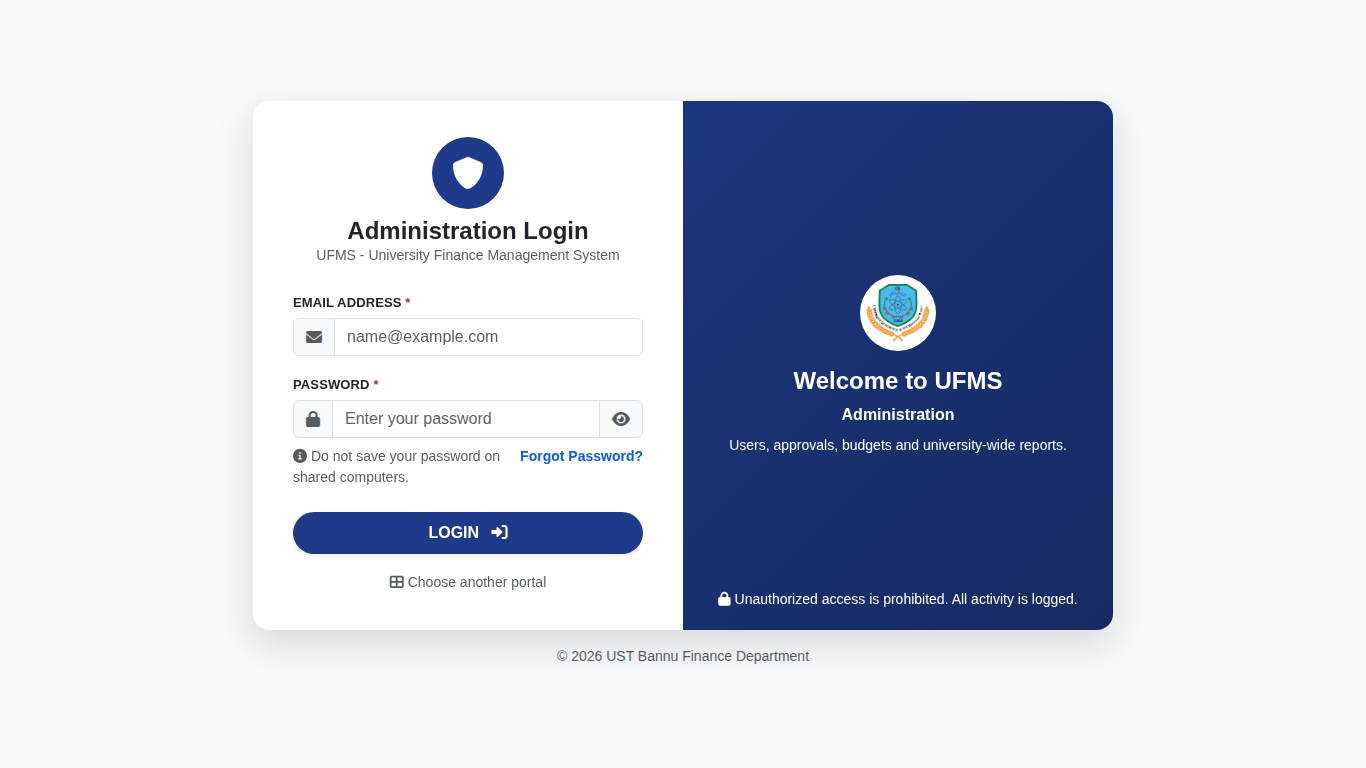 Administration Login
UFMS - University Finance Management System
EMAIL ADDRESS *
name@example.com
PASSWORD *
Enter your password
Do not save your password on shared computers.
Forgot Password?
LOGIN
Choose another portal
Welcome to UFMS
Administration
Users, approvals, budgets and university-wide reports.
Unauthorized access is prohibited. All activity is logged.
© 2026 UST Bannu Finance Department